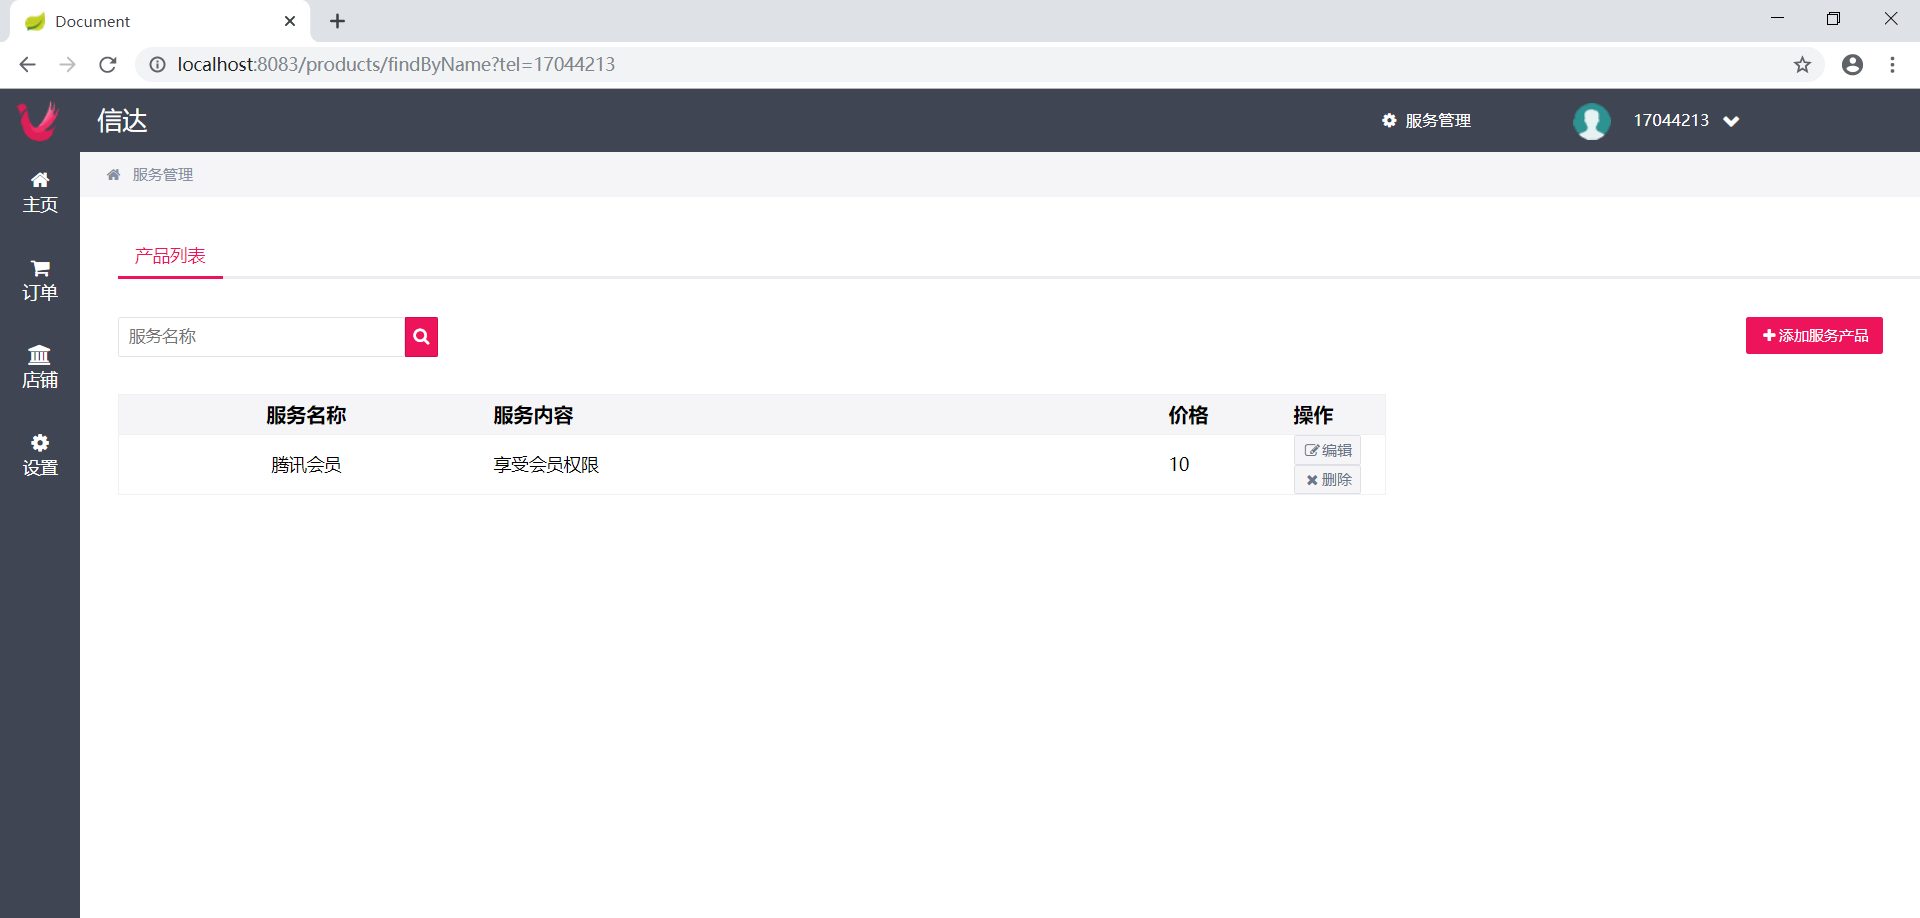 Document
localhost:8083/products/findByName?tel=17044213
信达
服务管理
17044213
主页
订单
店铺
设置
服务管理
产品列表
服务名称
添加服务产品
服务名称 服务内容 价格 操作
腾讯会员 享受会员权限 10 编辑
删除